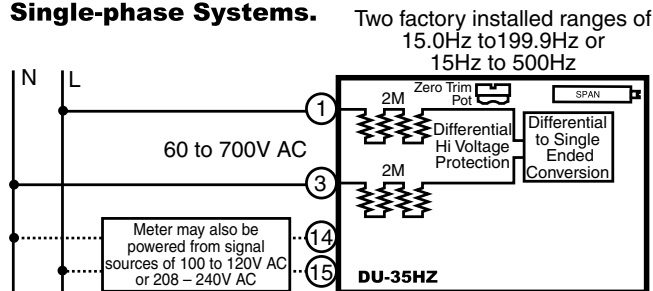 Single-phase Systems.
Two factory installed ranges of
15.0Hz to199.9Hz or
15Hz to 500Hz
N L
Zero Trim
Pot
SPAN
1
2M
Differential
Hi Voltage
Protection
Differential
to Single
Ended
Conversion
60 to 700V AC
3
2M
Meter may also be
powered from signal
sources of 100 to 120V AC
or 208 – 240V AC
14
15
DU-35HZ